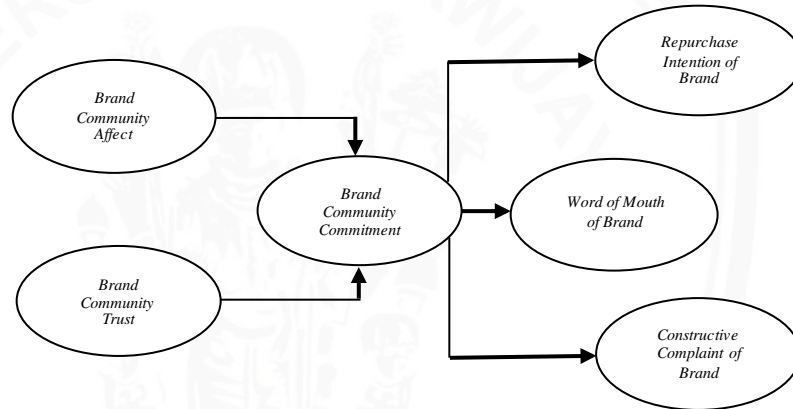 Brand
Community
Affect
Brand
Community
Trust
Brand
Community
Commitment
Repurchase
Intention of
Brand
Word of Mouth
of Brand
Constructive
Complaint of
Brand